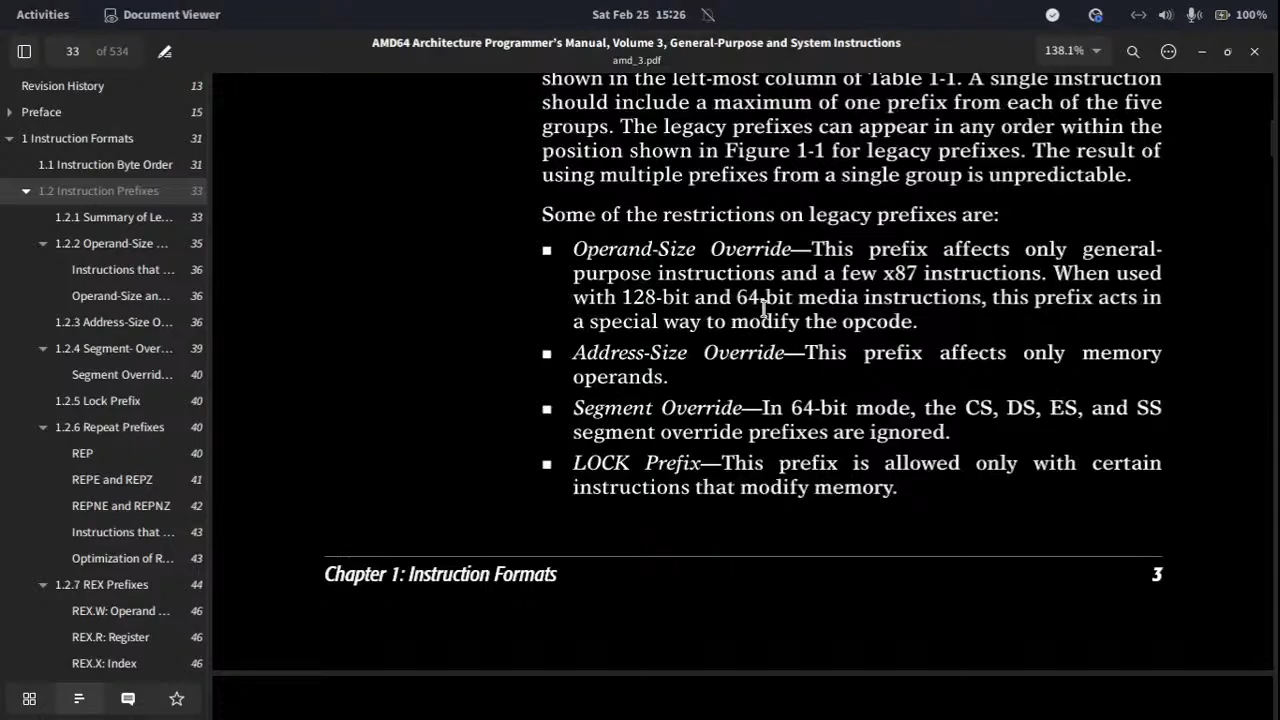 Activities
Document Viewer
Sat Feb 25 15:26
100%
33 of 534
AMD64 Architecture Programmer's Manual, Volume 3, General-Purpose and System Instructions
amd_3.pdf
138.1%
Revision History 13
Preface 15
1 Instruction Formats 31
1.1 Instruction Byte Order 31
1.2 Instruction Prefixes 33
1.2.1 Summary of Le... 33
1.2.2 Operand-Size ... 35
Instructions that ... 36
Operand-Size an... 36
1.2.3 Address-Size O... 36
1.2.4 Segment- Over... 39
Segment Overrid... 40
1.2.5 Lock Prefix 40
1.2.6 Repeat Prefixes 40
REP 40
REPE and REPZ 41
REPNE and REPNZ 42
Instructions that ... 43
Optimization of R... 43
1.2.7 REX Prefixes 44
REX.W: Operand ... 46
REX.R: Register 46
REX.X: Index 46
shown in the left-most column of Table 1-1. A single instruction
should include a maximum of one prefix from each of the five
groups. The legacy prefixes can appear in any order within the
position shown in Figure 1-1 for legacy prefixes. The result of
using multiple prefixes from a single group is unpredictable.
Some of the restrictions on legacy prefixes are:
■ Operand-Size Override—This prefix affects only general-
purpose instructions and a few x87 instructions. When used
with 128-bit and 64-bit media instructions, this prefix acts in
a special way to modify the opcode.
■ Address-Size Override—This prefix affects only memory
operands.
■ Segment Override—In 64-bit mode, the CS, DS, ES, and SS
segment override prefixes are ignored.
■ LOCK Prefix—This prefix is allowed only with certain
instructions that modify memory.
Chapter 1: Instruction Formats 3